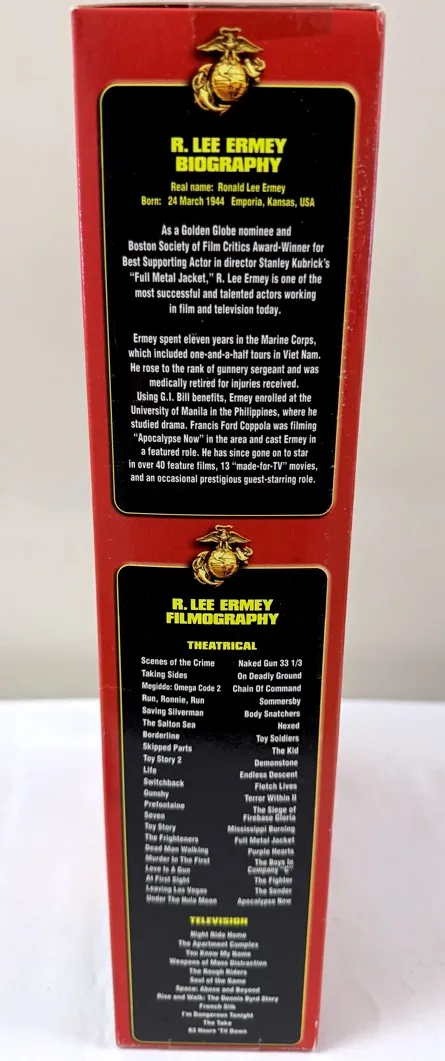 R. LEE ERMEY
BIOGRAPHY
Real name: Ronald Lee Ermey
Born: 24 March 1944 Emporia, Kansas, USA
As a Golden Globe nominee and
Boston Society of Film Critics Award-Winner for
Best Supporting Actor in director Stanley Kubrick's
"Full Metal Jacket," R. Lee Ermey is one of the
most successful and talented actors working
in film and television today.
Ermey spent eleven years in the Marine Corps,
which included one-and-a-half tours in Viet Nam.
He rose to the rank of gunnery sergeant and was
medically retired for injuries received.
Using G.I. Bill benefits, Ermey enrolled at the
University of Manila in the Philippines, where he
studied drama. Francis Ford Coppola was filming
"Apocalypse Now" in the area and cast Ermey in
a featured role. He has since gone on to star
in over 40 feature films, 13 "made-for-TV" movies,
and an occasional prestigious guest-starring role.
R. LEE ERMEY
FILMOGRAPHY
THEATRICAL
Scenes of the Crime
Taking Sides
Megiddo: Omega Code 2
Run, Ronnie, Run
Saving Silverman
The Salton Sea
Borderline
Skipped Parts
Toy Story 2
Life
Switchback
Gunshy
Prefontaine
Seven
Toy Story
The Frighteners
Dead Man Walking
Murder In The First
Love Is A Gun
At First Sight
Leaving Las Vegas
Under The Hula Moon
Naked Gun 33 1/3
On Deadly Ground
Chain Of Command
Sommersby
Body Snatchers
Hexed
Toy Soldiers
The Kid
Demonstone
Endless Descent
Fletch Lives
Terror Within II
The Siege of
Firebase Gloria
Mississippi Burning
Full Metal Jacket
Purple Hearts
The Boys In
Company "C"
The Fighter
The Sender
Apocalypse Now
TELEVISION
Night Ride Home
The Apartment Complex
You Know My Name
Weapons of Mass Distraction
The Rough Riders
Soul of the Game
Space: Above and Beyond
Rise and Walk: The Dennis Byrd Story
French Silk
I'm Dangerous Tonight
The Take
83 Hours 'Til Dawn